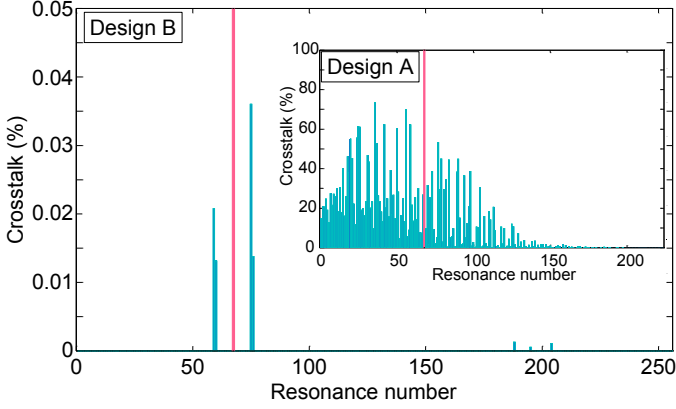 Design B
0.05
0.04
0.03
0.02
0.01
0
Crosstalk (%)
0 50 100 150 200 250
Resonance number
Design A
100
80
60
40
20
0
Crosstalk (%)
0 50 100 150 200
Resonance number